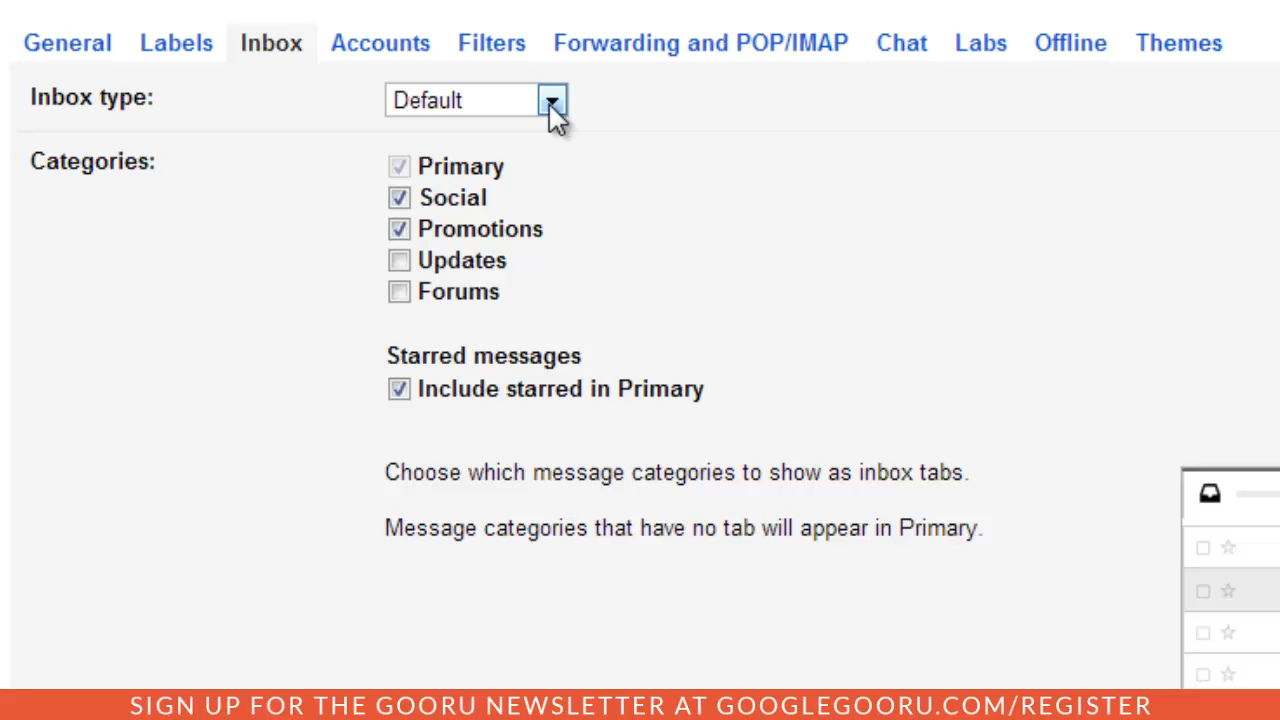 General Labels Inbox Accounts Filters Forwarding and POP/IMAP Chat Labs Offline Themes
Inbox type: Default
Categories: Primary
Social
Promotions
Updates
Forums
Starred messages
Include starred in Primary
Choose which message categories to show as inbox tabs.
Message categories that have no tab will appear in Primary.
SIGN UP FOR THE GOORU NEWSLETTER AT GOOGLEGOORU.COM/REGISTER